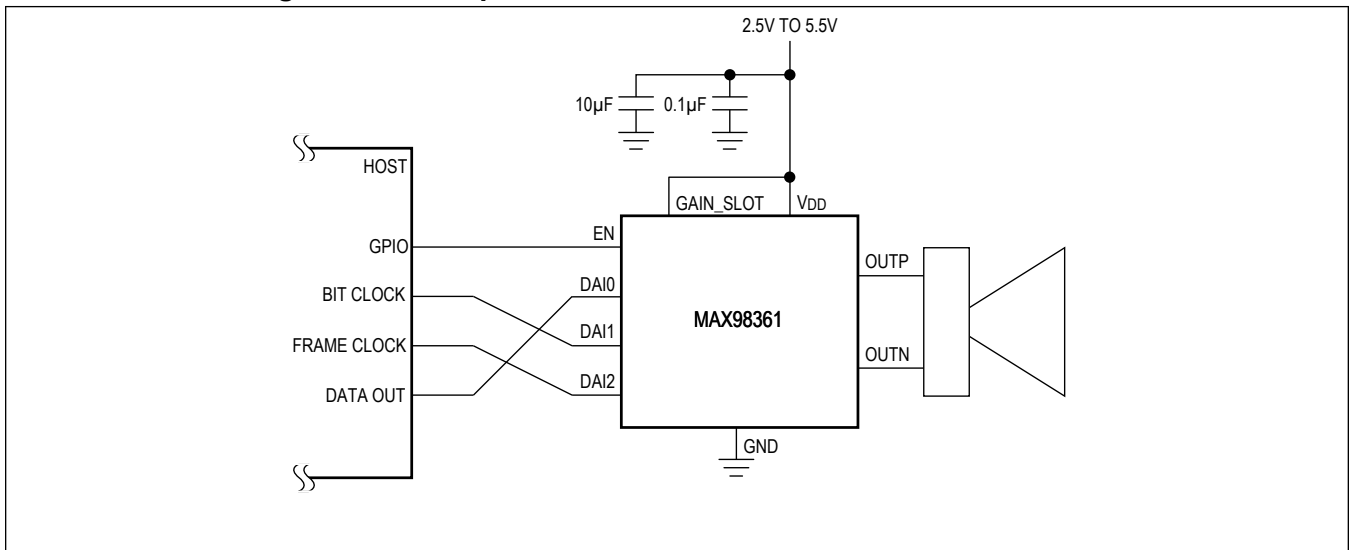 2.5V TO 5.5V
10µF
0.1µF
HOST
GAIN_SLOT
VDD
GPIO
EN
OUTP
BIT CLOCK
DAI0
MAX98361
DAI1
FRAME CLOCK
OUTN
DAI2
DATA OUT
GND